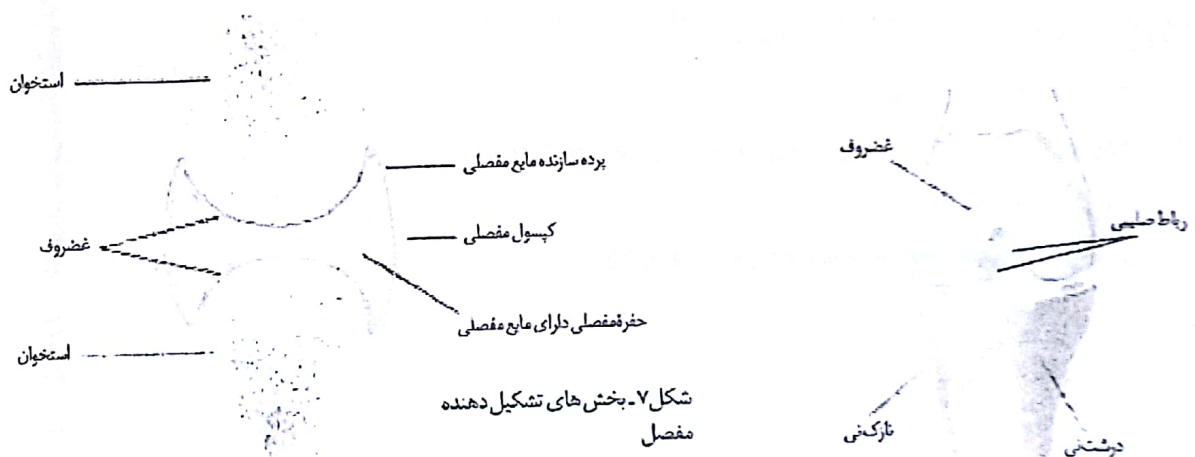 استخوان
پرده سازنده مایع مفصلی
کپسول مفصلی
غضروف
حفرهٔ مفصلی دارای مایع مفصلی
استخوان
شکل ۷ـ بخش های تشکیل دهنده
مفصل
غضروف
رباط صلیبی
نازک‌نی
درشت‌نی